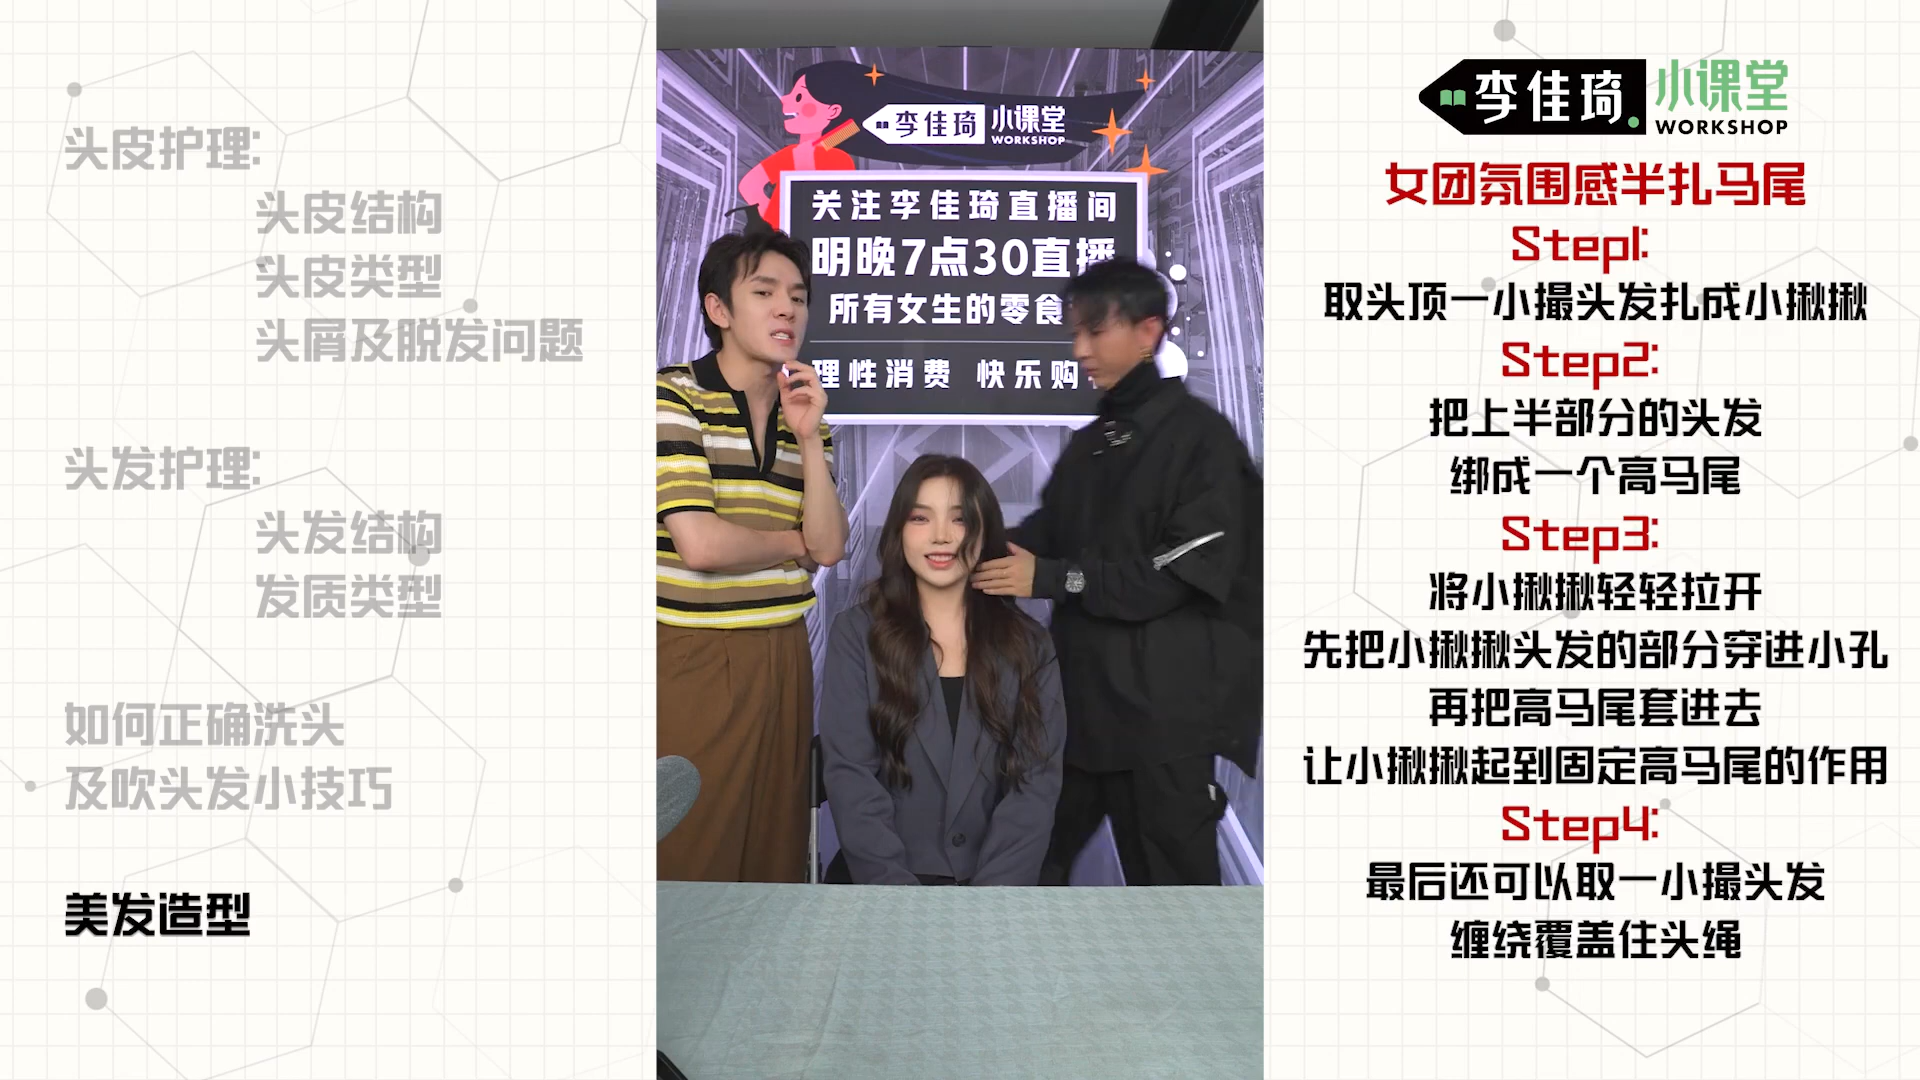 头皮护理:
头皮结构
头皮类型
头屑及脱发问题
头发护理:
头发结构
发质类型
如何正确洗头
及吹头发小技巧
美发造型
李佳琦 小课堂
WORKSHOP
关注李佳琦直播间
明晚7点30直播
所有女生的零食
理性消费 快乐购
李佳琦 小课堂
WORKSHOP
女团氛围感半扎马尾
Step1:
取头顶一小撮头发扎成小揪揪
Step2:
把上半部分的头发
绑成一个高马尾
Step3:
将小揪揪轻轻拉开
先把小揪揪头发的部分穿进小孔
再把高马尾套进去
让小揪揪起到固定高马尾的作用
Step4:
最后还可以取一小撮头发
缠绕覆盖住头绳